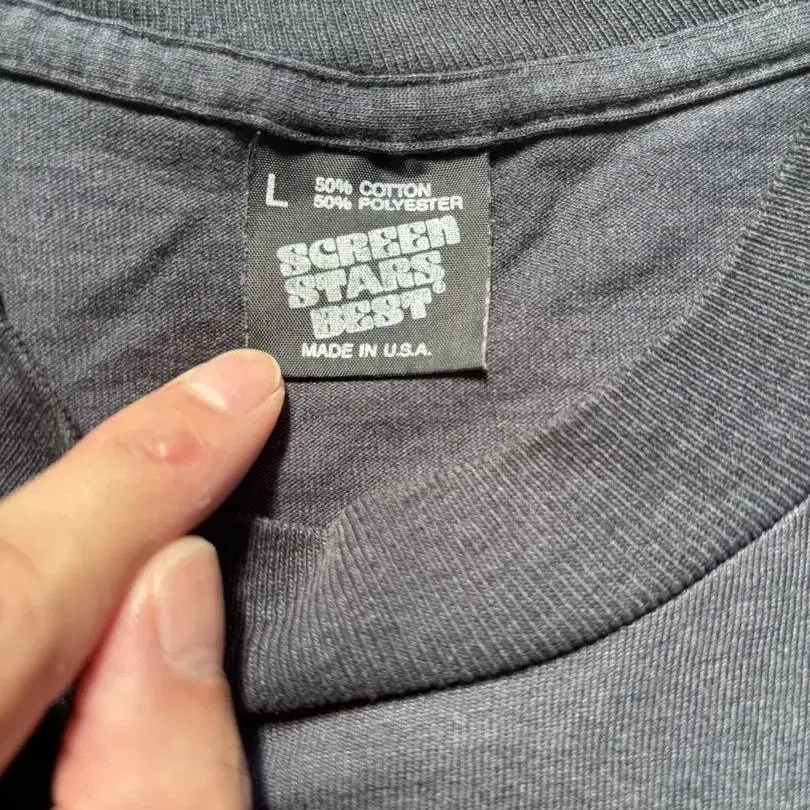 L
50% COTTON
50% POLYESTER
SCREEN
STARS
BEST®
MADE IN U.S.A.